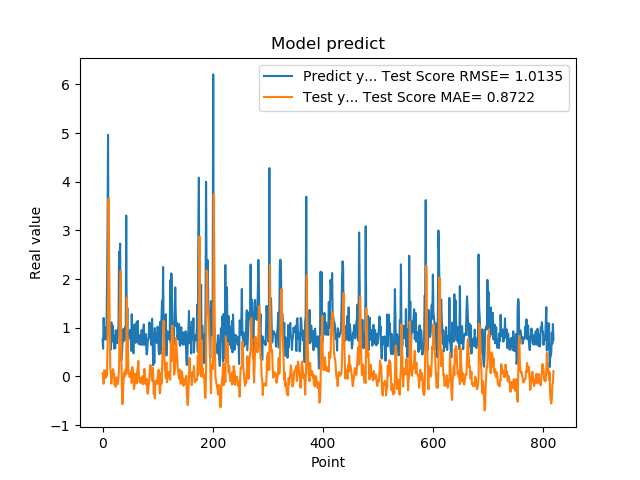 Model predict
Predict y... Test Score RMSE= 1.0135
Test y... Test Score MAE= 0.8722
Real value
6
5
4
3
2
1
0
−1
0 200 400 600 800
Point